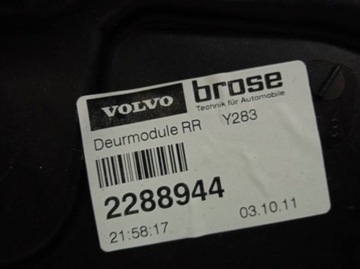 VOLVO brose
Technik für Automobile
Deurmodule RR Y283
2288944
21:58:17 03.10.11